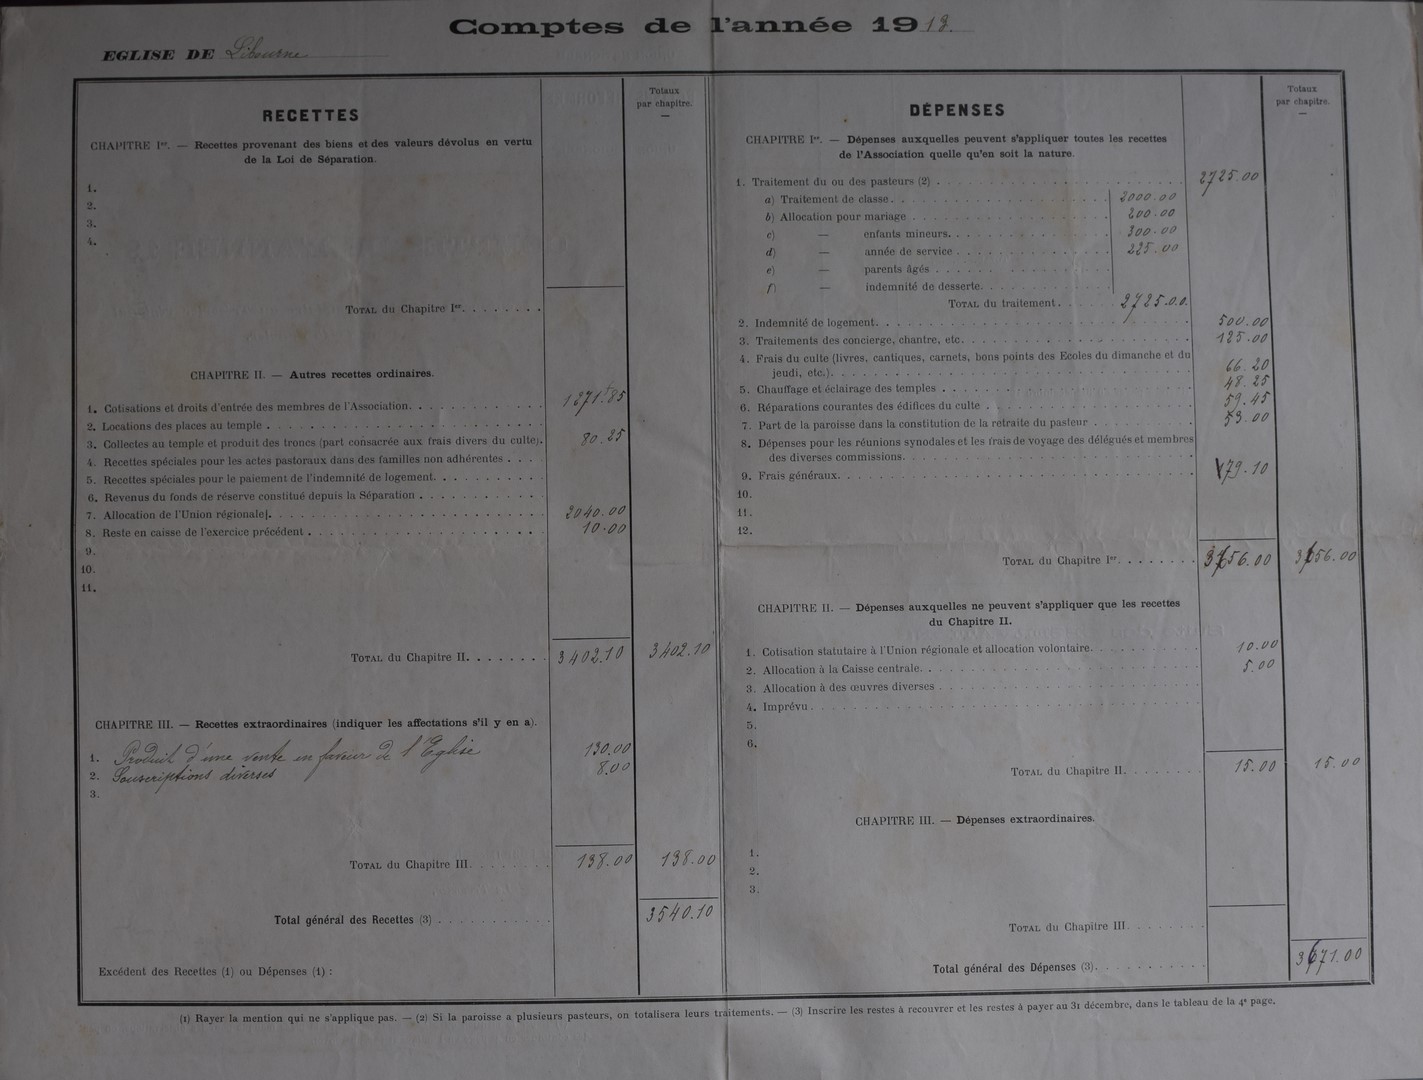 Comptes de l'année 1912.
EGLISE DE Libourne
RECETTES
Totaux
par chapitre.
CHAPITRE Ier. — Recettes provenant des biens et des valeurs dévolus en vertu
de la Loi de Séparation.
1.
2.
3.
4.
TOTAL du Chapitre Ier.
CHAPITRE II. — Autres recettes ordinaires.
1. Cotisations et droits d'entrée des membres de l'Association. 1271.85
2. Locations des places au temple
3. Collectes au temple et produit des troncs (part consacrée aux frais divers du culte). 80.25
4. Recettes spéciales pour les actes pastoraux dans des familles non adhérentes
5. Recettes spéciales pour le paiement de l'indemnité de logement.
6. Revenus du fonds de réserve constitué depuis la Séparation
7. Allocation de l'Union régionale. 2040.00
8. Reste en caisse de l'exercice précédent 10.00
9.
10.
11.
TOTAL du Chapitre II. 3402.10 3402.10
CHAPITRE III. — Recettes extraordinaires (indiquer les affectations s'il y en a).
1. Produit d'une vente en faveur de l'Eglise 130.00
2. Souscriptions diverses 8.00
3.
TOTAL du Chapitre III. 138.00 138.00
Total général des Recettes (3) 3540.10
Excédent des Recettes (1) ou Dépenses (1) :
DÉPENSES
Totaux
par chapitre.
CHAPITRE Ier. — Dépenses auxquelles peuvent s'appliquer toutes les recettes
de l'Association quelle qu'en soit la nature.
1. Traitement du ou des pasteurs (2) 2725.00
a) Traitement de classe. 2000.00
b) Allocation pour mariage 200.00
c) — enfants mineurs. 300.00
d) — année de service 225.00
e) — parents âgés
f) — indemnité de desserte.
TOTAL du traitement. 2725.0.0.
2. Indemnité de logement. 500.00
3. Traitements des concierge, chantre, etc. 125.00
4. Frais du culte (livres, cantiques, carnets, bons points des Ecoles du dimanche et du
jeudi, etc.). 66.20
5. Chauffage et éclairage des temples 48.25
6. Réparations courantes des édifices du culte 59.45
7. Part de la paroisse dans la constitution de la retraite du pasteur 53.00
8. Dépenses pour les réunions synodales et les frais de voyage des délégués et membres
des diverses commissions.
9. Frais généraux. 79.10
10.
11.
12.
TOTAL du Chapitre Ier. 3656.00 3656.00
CHAPITRE II. — Dépenses auxquelles ne peuvent s'appliquer que les recettes
du Chapitre II.
1. Cotisation statutaire à l'Union régionale et allocation volontaire. 10.00
2. Allocation à la Caisse centrale. 5.00
3. Allocation à des œuvres diverses
4. Imprévu
5.
6.
TOTAL du Chapitre II. 15.00 15.00
CHAPITRE III. — Dépenses extraordinaires.
1.
2.
3.
TOTAL du Chapitre III.
Total général des Dépenses (3). 3671.00
(1) Rayer la mention qui ne s'applique pas. — (2) Si la paroisse a plusieurs pasteurs, on totalisera leurs traitements. — (3) Inscrire les restes à recouvrer et les restes à payer au 31 décembre, dans le tableau de la 4e page.